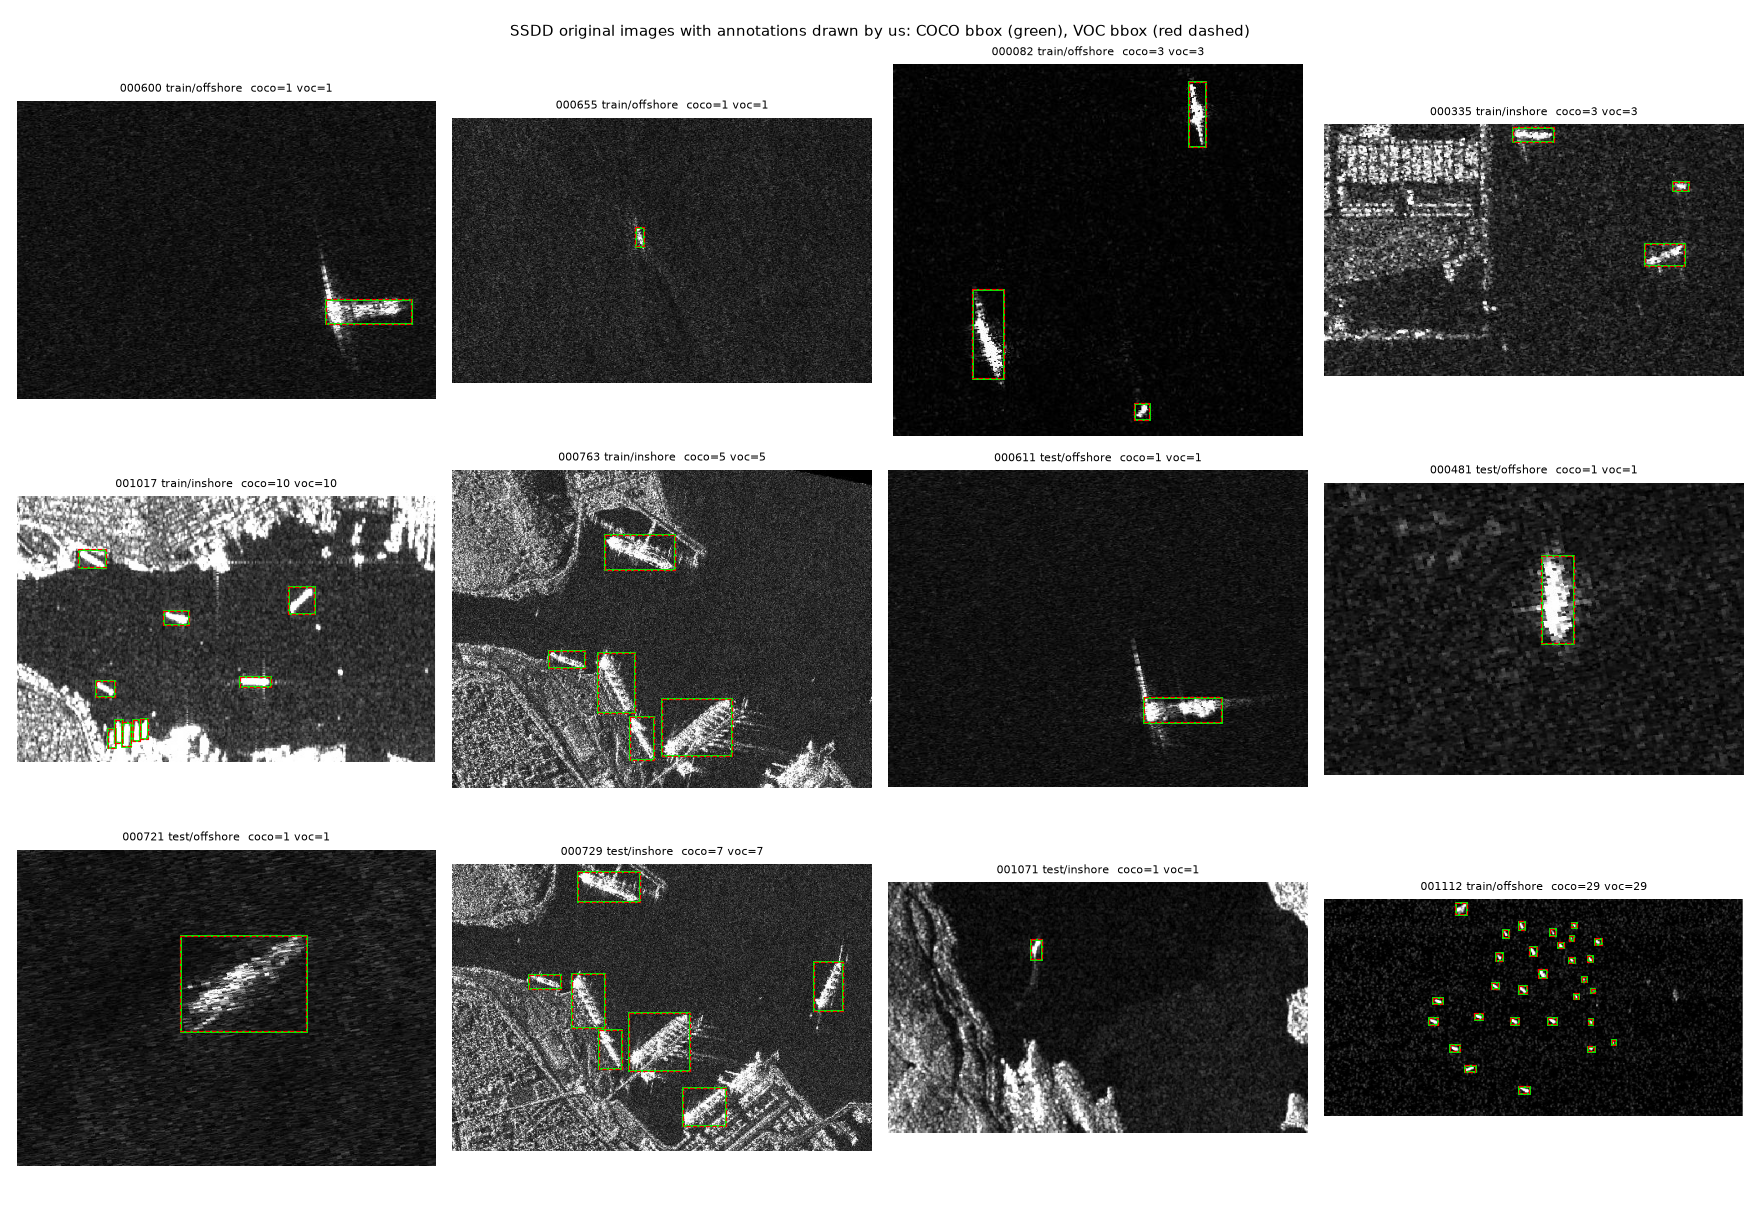 SSDD original images with annotations drawn by us: COCO bbox (green), VOC bbox (red dashed)
000600 train/offshore  coco=1 voc=1
000655 train/offshore  coco=1 voc=1
000082 train/offshore  coco=3 voc=3
000335 train/inshore  coco=3 voc=3
001017 train/inshore  coco=10 voc=10
000763 train/inshore  coco=5 voc=5
000611 test/offshore  coco=1 voc=1
000481 test/offshore  coco=1 voc=1
000721 test/offshore  coco=1 voc=1
000729 test/inshore  coco=7 voc=7
001071 test/inshore  coco=1 voc=1
001112 train/offshore  coco=29 voc=29